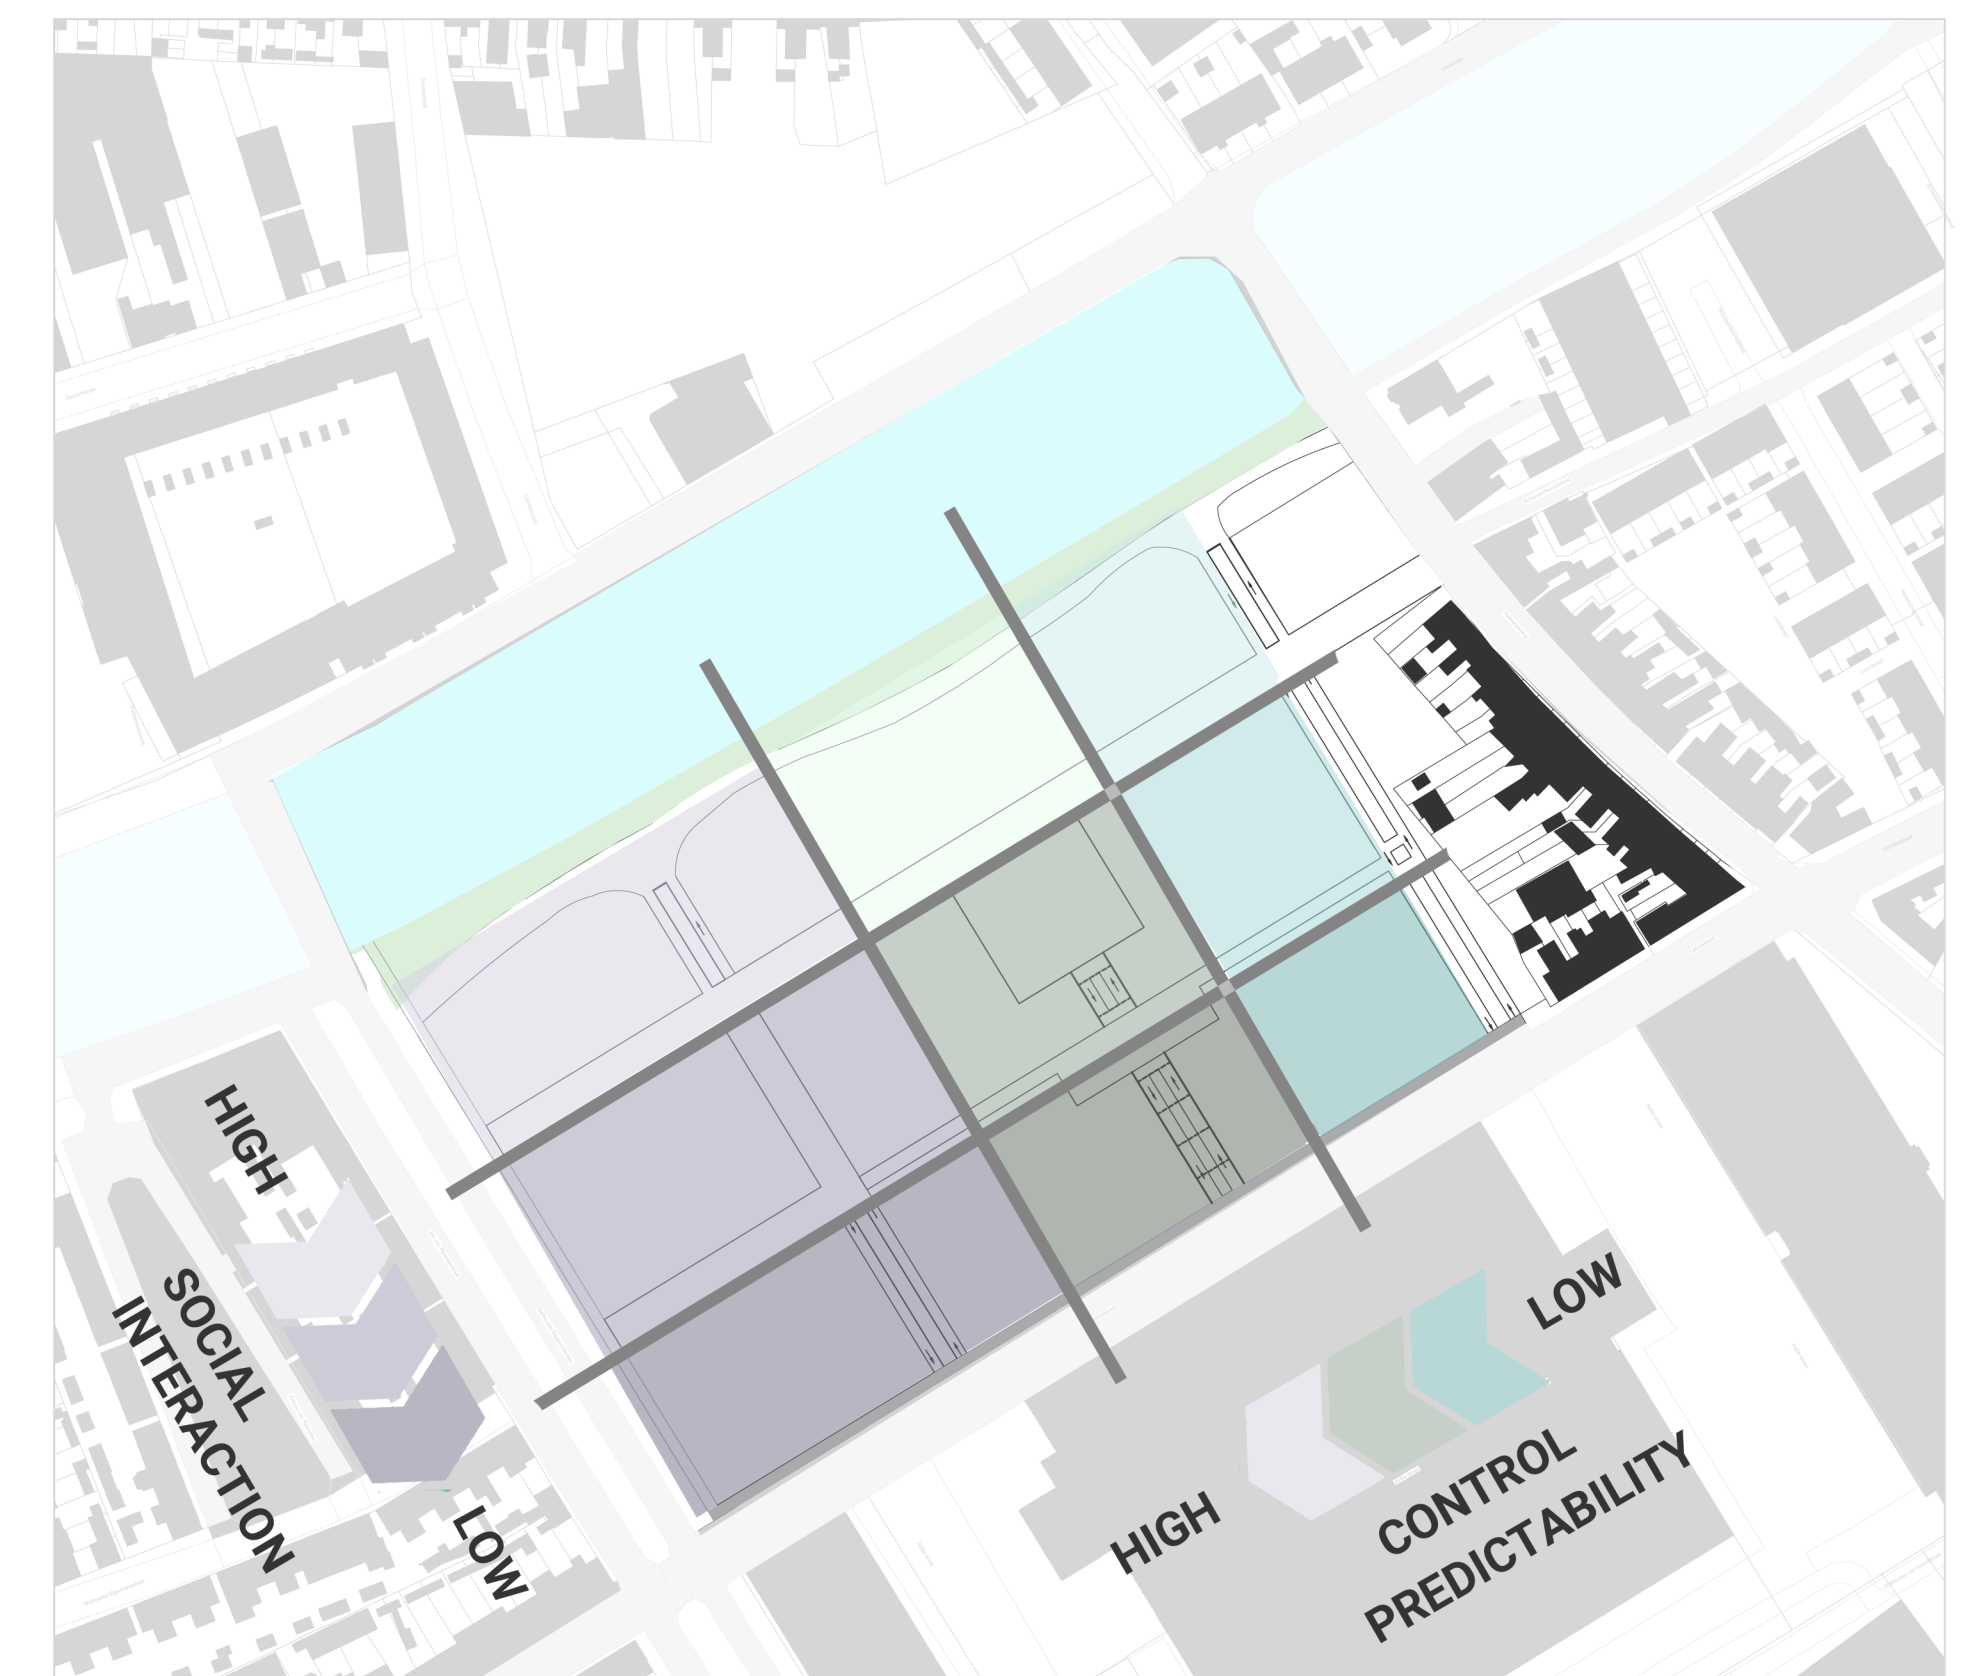 HIGH
SOCIAL
INTERACTION
LOW
LOW
CONTROL
PREDICTABILITY
HIGH